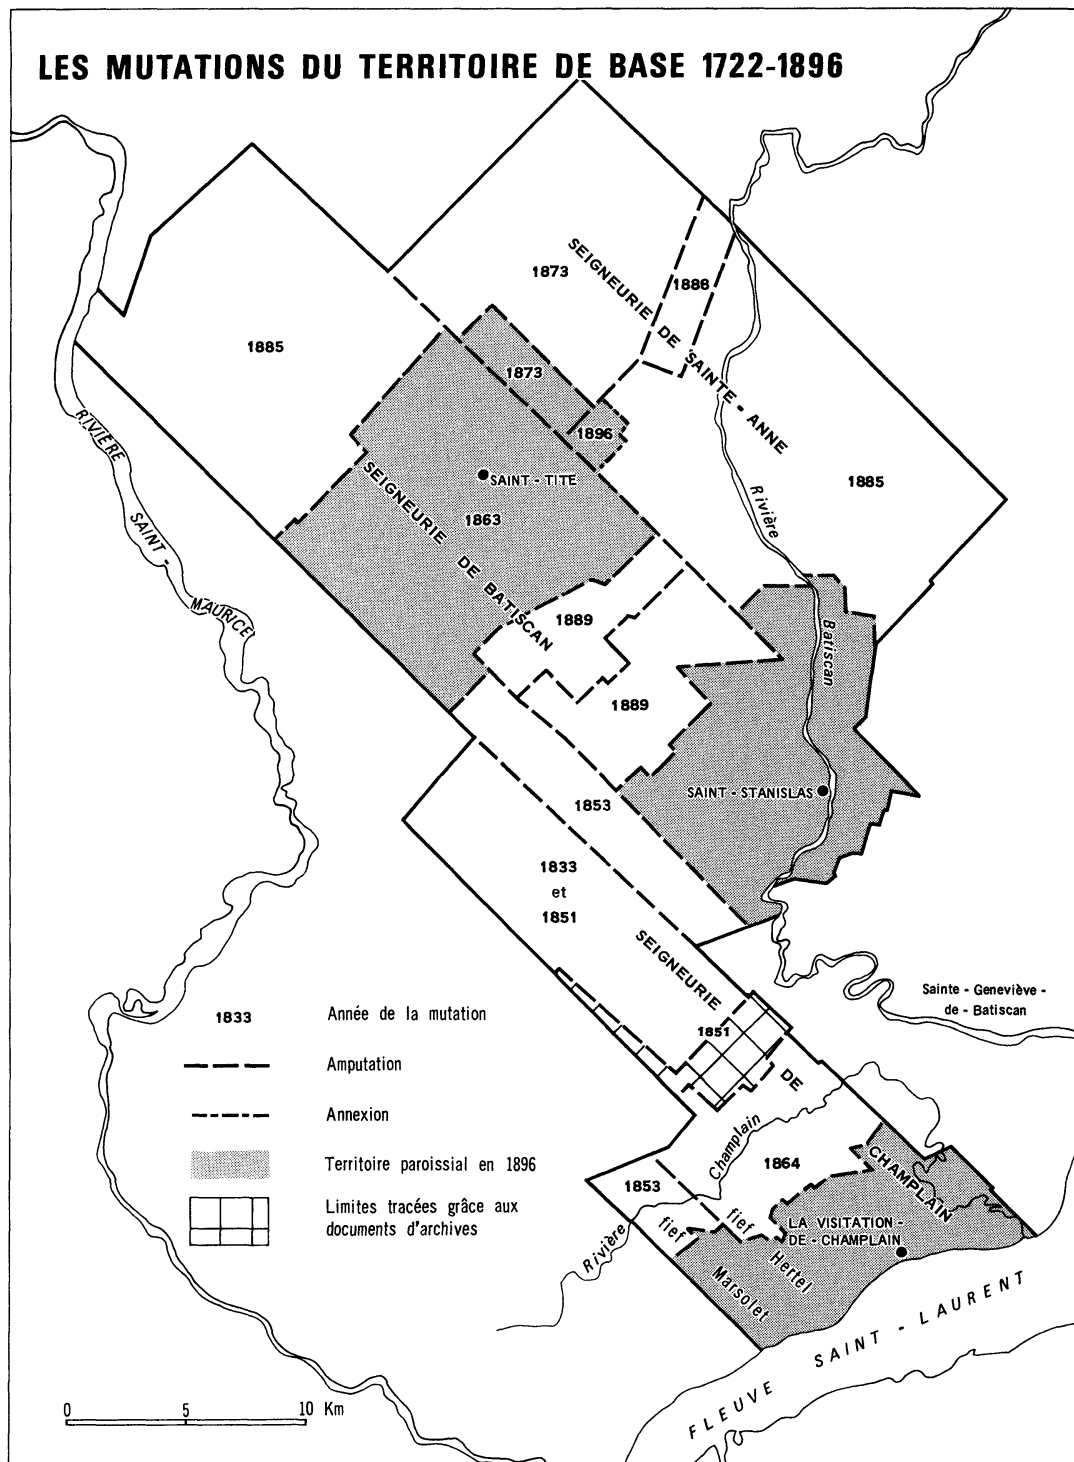 LES MUTATIONS DU TERRITOIRE DE BASE 1722-1896
1873
SEIGNEURIE DE SAINTE - ANNE
1888
1885
1873
1896
RIVIÈRE SAINT - MAURICE
SAINT - TITE
SEIGNEURIE DE BATISCAN
1863
1885
Rivière Batiscan
1889
1889
SAINT - STANISLAS
1853
1833
et
1851
SEIGNEURIE DE CHAMPLAIN
Sainte - Geneviève -
de - Batiscan
1851
1833 Année de la mutation
Amputation
Annexion
Territoire paroissial en 1896
Limites tracées grâce aux
documents d'archives
Rivière Champlain
1864
1853
fief Marsolet
fief Hertel
LA VISITATION -
DE - CHAMPLAIN
FLEUVE SAINT - LAURENT
0 5 10 Km